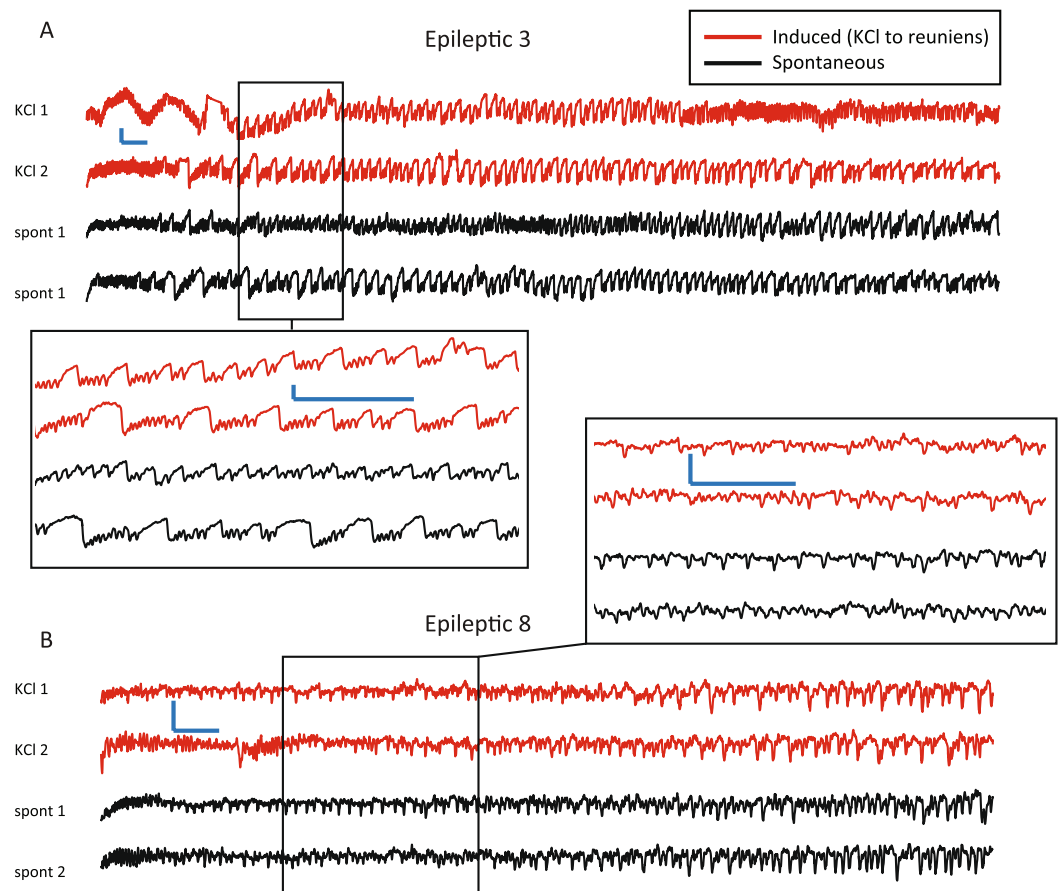 A
Epileptic 3
Induced (KCl to reuniens)
Spontaneous
KCl 1
KCl 2
spont 1
spont 1
B
Epileptic 8
KCl 1
KCl 2
spont 1
spont 2